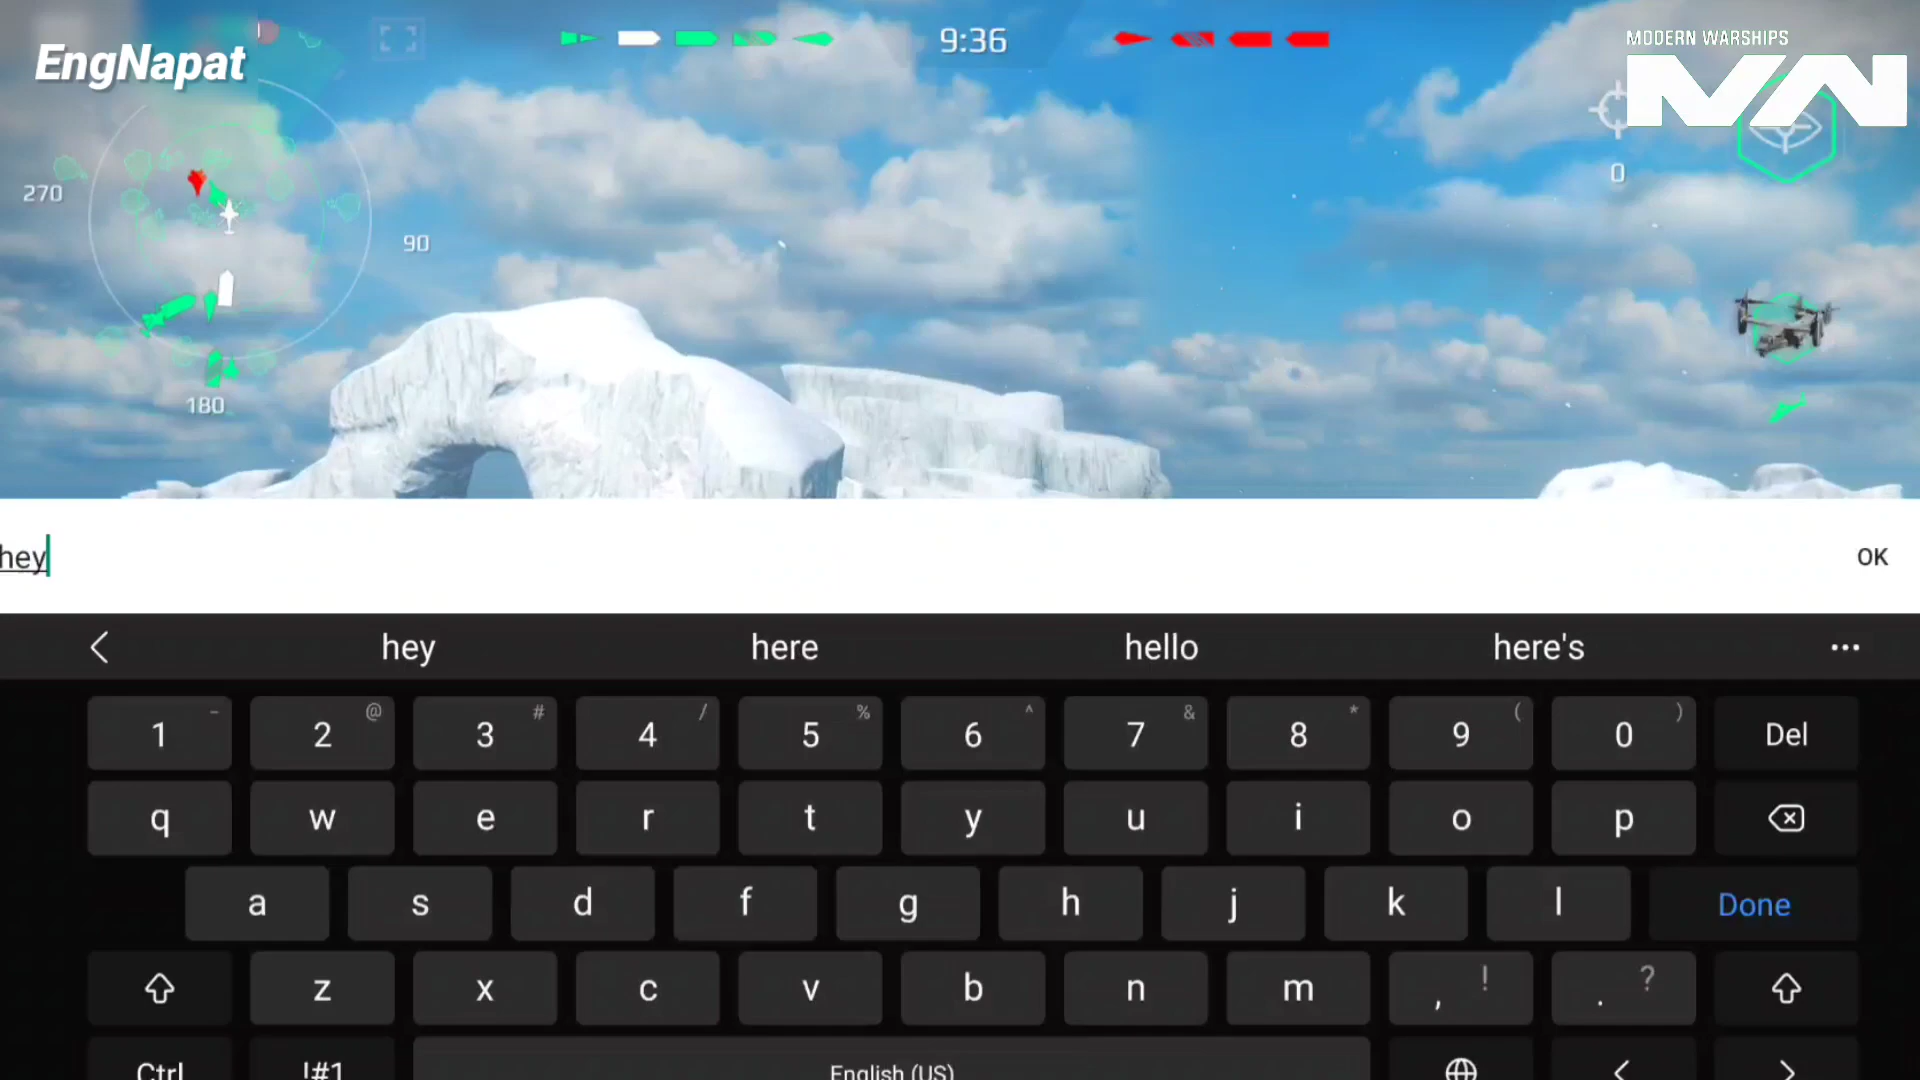 EngNapat
9:36
MODERN WARSHIPS
MW
270
90
180
0
hey
OK
hey here hello here's ...
1 - 2 @ 3 # 4 / 5 % 6 ^ 7 & 8 * 9 ( 0 ) Del
q w e r t y u i o p
a s d f g h j k l Done
z x c v b n m , ! . ?
Ctrl !#1 English (US) < >